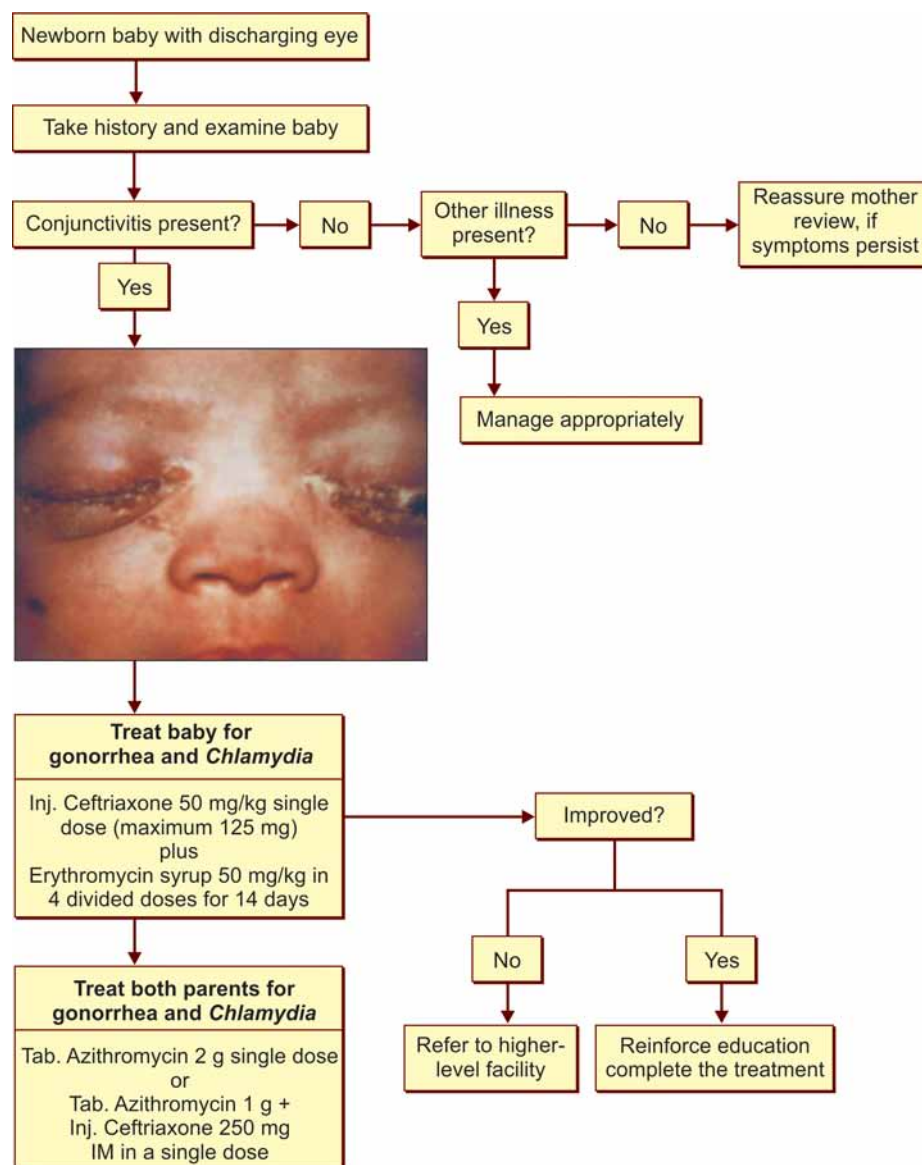 Newborn baby with discharging eye
Take history and examine baby
Conjunctivitis present?
No
Other illness
present?
No
Reassure mother
review, if
symptoms persist
Yes
Yes
Manage appropriately
Treat baby for
gonorrhea and Chlamydia
Inj. Ceftriaxone 50 mg/kg single
dose (maximum 125 mg)
plus
Erythromycin syrup 50 mg/kg in
4 divided doses for 14 days
Improved?
No
Yes
Refer to higher-
level facility
Reinforce education
complete the treatment
Treat both parents for
gonorrhea and Chlamydia
Tab. Azithromycin 2 g single dose
or
Tab. Azithromycin 1 g +
Inj. Ceftriaxone 250 mg
IM in a single dose